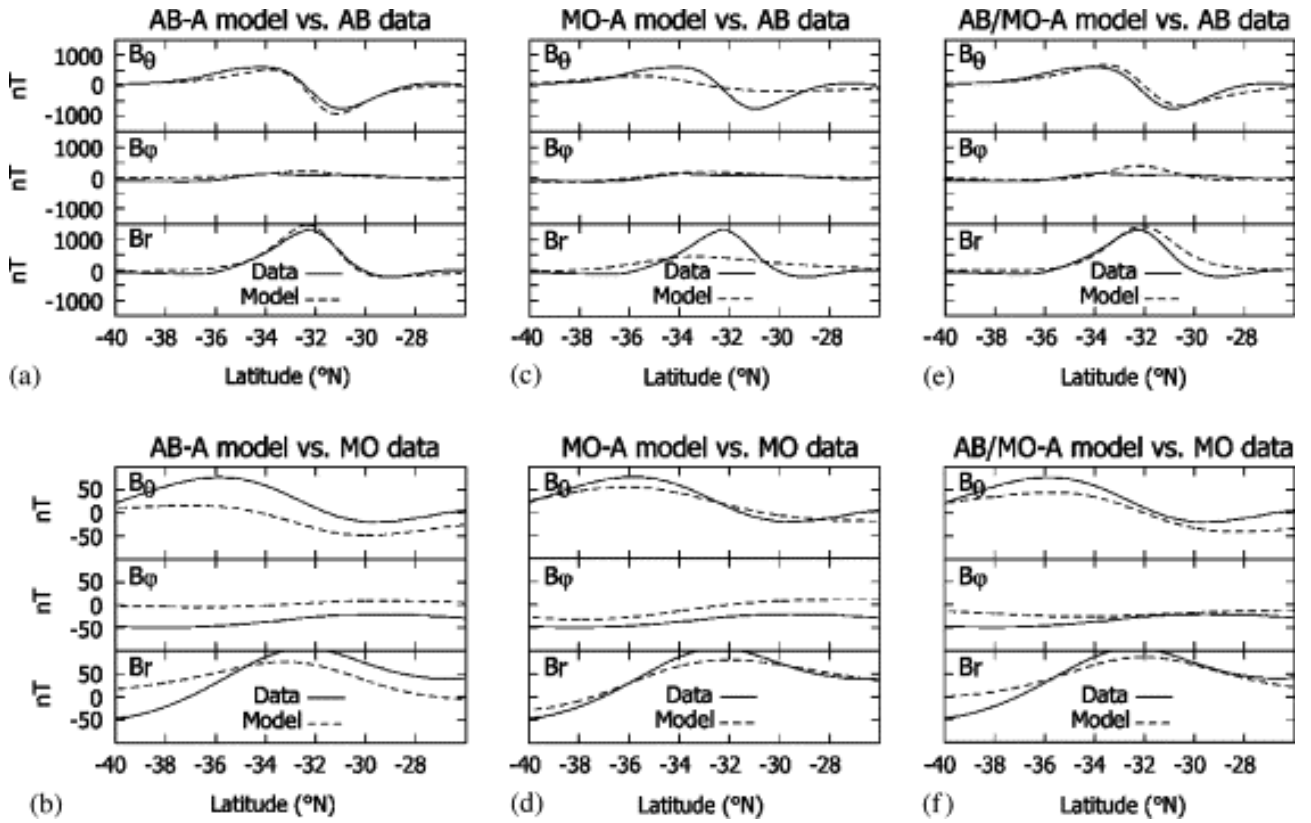 AB-A model vs. AB data
nT
1000
0
-1000
Bθ
nT
1000
0
-1000
Bφ
nT
1000
0
-1000
Br
Data
Model
-40 -38 -36 -34 -32 -30 -28
(a)
Latitude (°N)
MO-A model vs. AB data
Bθ
Bφ
Br
Data
Model
-40 -38 -36 -34 -32 -30 -28
(c)
Latitude (°N)
AB/MO-A model vs. AB data
Bθ
Bφ
Br
Data
Model
-40 -38 -36 -34 -32 -30 -28
(e)
Latitude (°N)
AB-A model vs. MO data
nT
50
0
-50
Bθ
nT
50
0
-50
Bφ
nT
50
0
-50
Br
Data
Model
-40 -38 -36 -34 -32 -30 -28
(b)
Latitude (°N)
MO-A model vs. MO data
Bθ
Bφ
Br
Data
Model
-40 -38 -36 -34 -32 -30 -28
(d)
Latitude (°N)
AB/MO-A model vs. MO data
Bθ
Bφ
Br
Data
Model
-40 -38 -36 -34 -32 -30 -28
(f)
Latitude (°N)